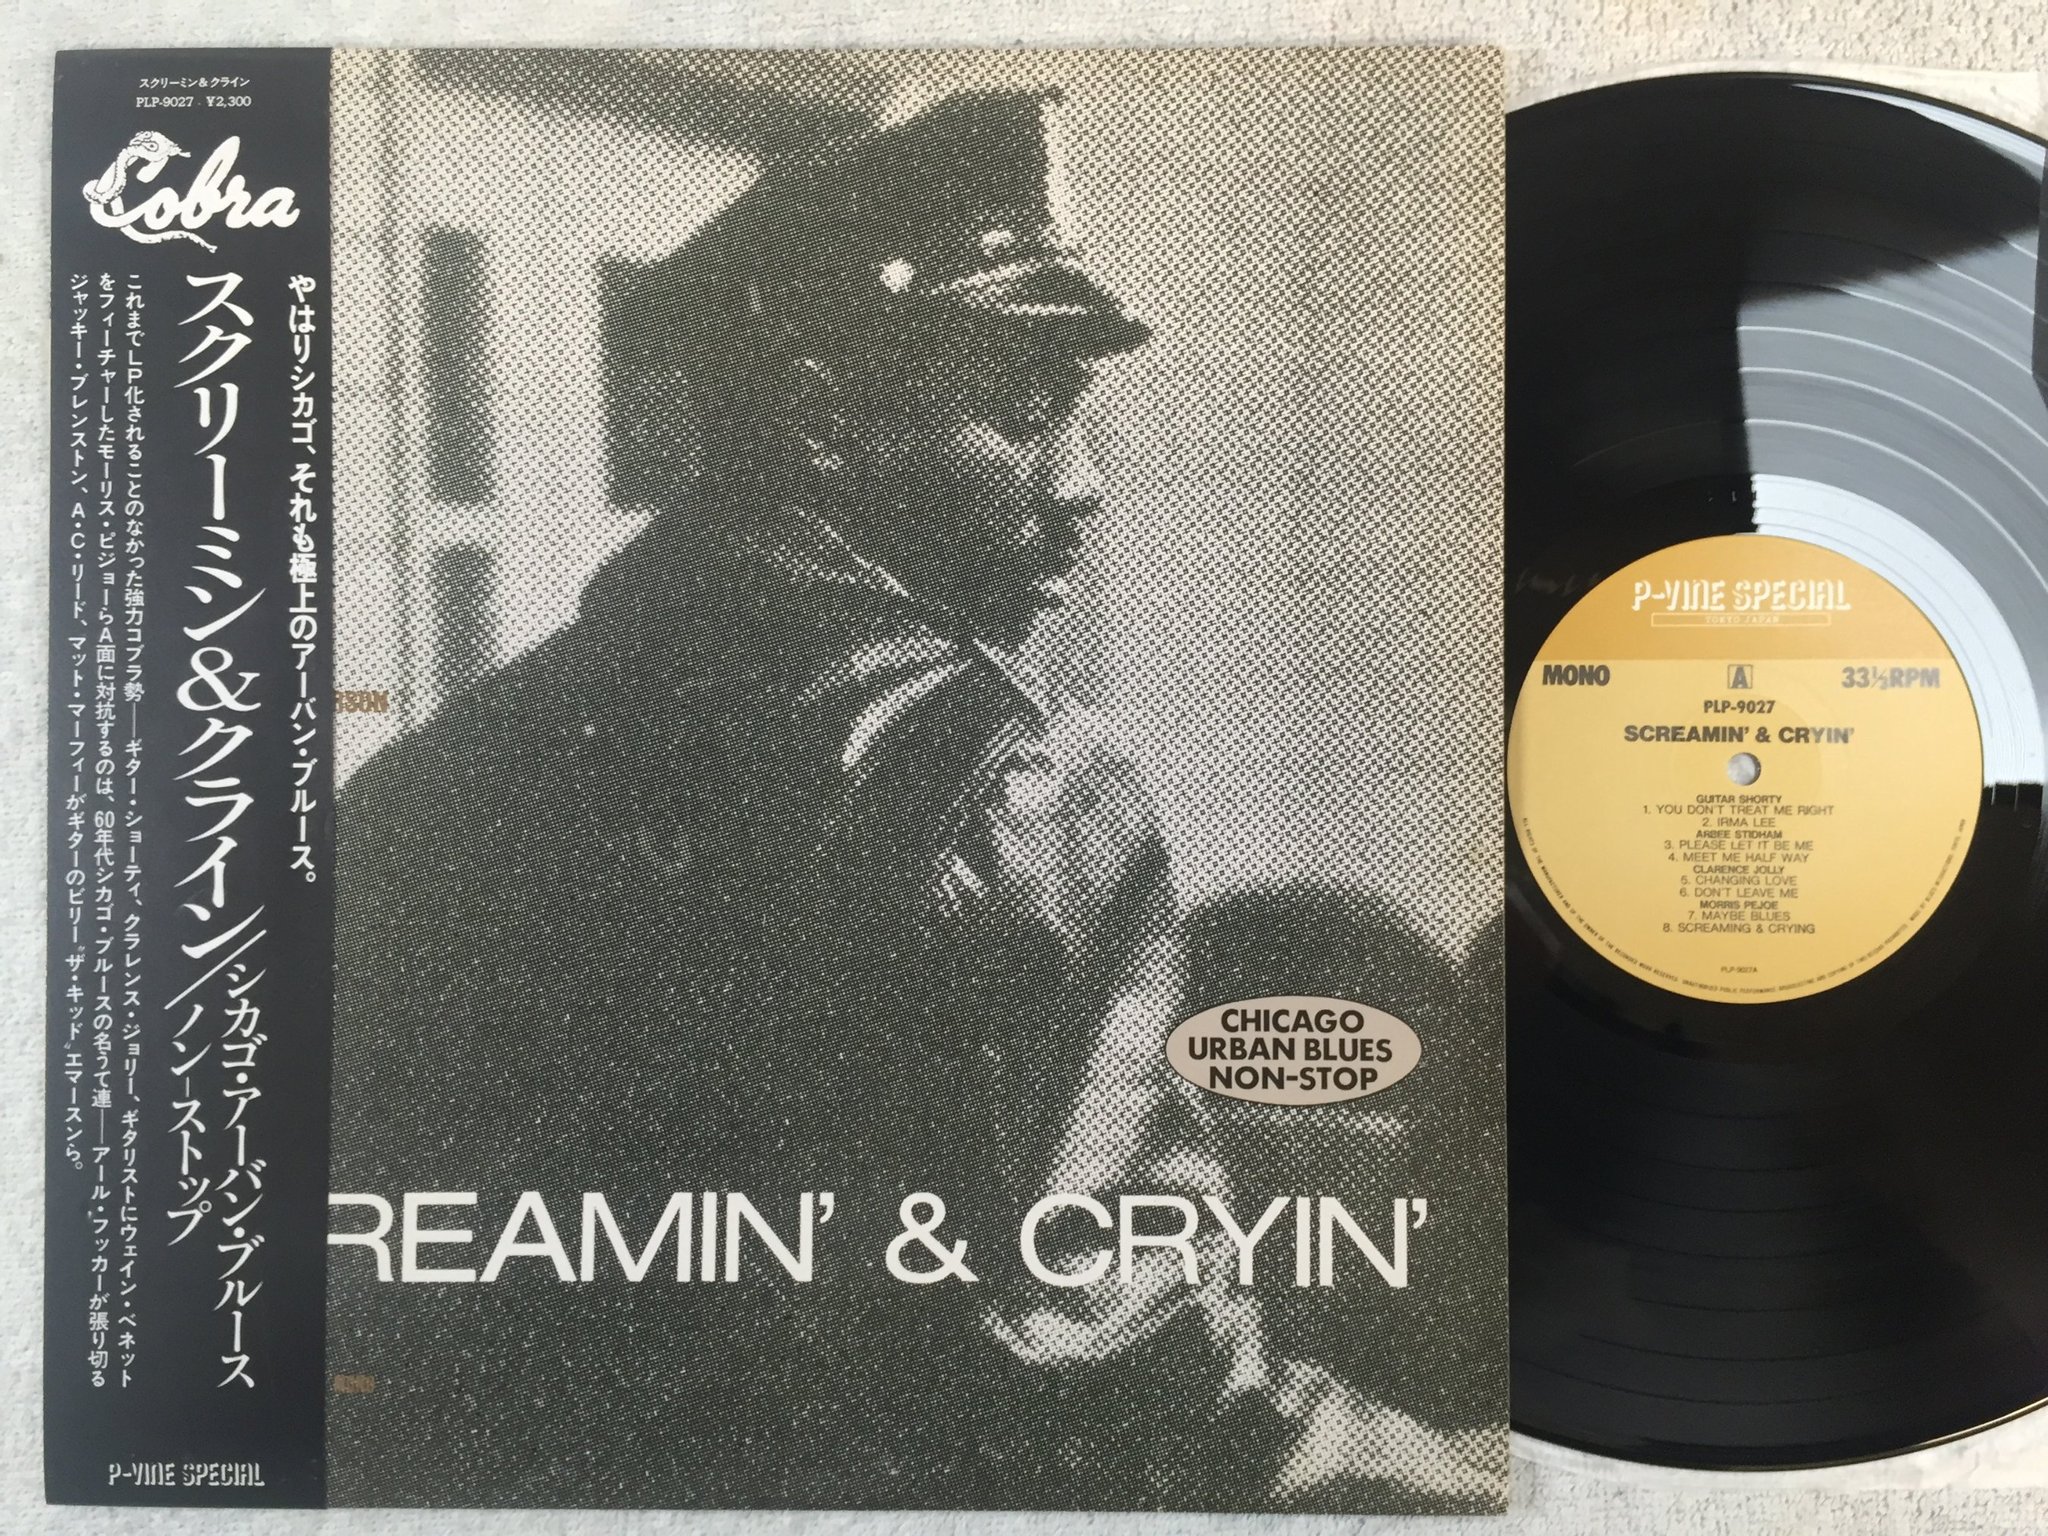 スクリーミン&クライン
PLP-9027 · ¥2,300
Cobra
やはりシカゴ、それも極上のアーバン・ブルース。
スクリーミン&クライン/シカゴ・アーバン・ブルース/ノン-ストップ
これまでLP化されることのなかった強力コブラ勢——ギター・ショーティ、クラレンス・ジョリー、ギタリストにウェイン・ベネット
をフィーチャーしたモーリス・ピジョーらA面に対抗するのは、60年代シカゴ・ブルースの名うて連——アール・フッカーが張り切る
ジャッキー・ブレンストン、A・C・リード、マット・マーフィーがギターのビリー〝ザ・キッド〟エマースンら。
P-VINE SPECIAL
CHICAGO
URBAN BLUES
NON-STOP
REAMIN' & CRYIN'
P-VINE SPECIAL
TOKYO JAPAN
MONO A 33⅓RPM
PLP-9027
SCREAMIN' & CRYIN'
GUITAR SHORTY
1. YOU DON'T TREAT ME RIGHT
2. IRMA LEE
ARBEE STIDHAM
3. PLEASE LET IT BE ME
4. MEET ME HALF WAY
CLARENCE JOLLY
5. CHANGING LOVE
6. DON'T LEAVE ME
MORRIS PEJOE
7. MAYBE BLUES
8. SCREAMING & CRYING
PLP-9027A